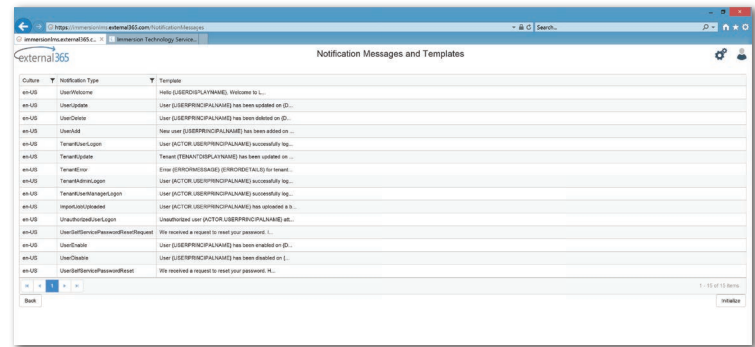 https://immersionlms.external365.com/NotificationMessages
Search...
immersionlms.external365.c...
Immersion Technology Service...
external365
Notification Messages and Templates
Culture Notification Type Template
en-US UserWelcome Hello {USERDISPLAYNAME}, Welcome to L...
en-US UserUpdate User {USERPRINCIPALNAME} has been updated on {D...
en-US UserDelete User {USERPRINCIPALNAME} has been deleted on {D...
en-US UserAdd New user {USERPRINCIPALNAME} has been added on ...
en-US TenantUserLogon User {ACTOR.USERPRINCIPALNAME} successfully log...
en-US TenantUpdate Tenant {TENANTDISPLAYNAME} has been updated on ...
en-US TenantError Error {ERRORMESSAGE} {ERRORDETAILS} for tenant...
en-US TenantAdminLogon User {ACTOR.USERPRINCIPALNAME} successfully log...
en-US TenantUserManagerLogon User {ACTOR.USERPRINCIPALNAME} successfully log...
en-US ImportJobUploaded User {ACTOR.USERPRINCIPALNAME} has uploaded a b...
en-US UnauthorizedUserLogon Unauthorized user {ACTOR.USERPRINCIPALNAME} att...
en-US UserSelfServicePasswordResetRequest We received a request to reset your password. I...
en-US UserEnable User {USERPRINCIPALNAME} has been enabled on {D...
en-US UserDisable User {USERPRINCIPALNAME} has been disabled on {...
en-US UserSelfServicePasswordReset We received a request to reset your password. H...
1
1 - 15 of 15 items
Back
Initialize